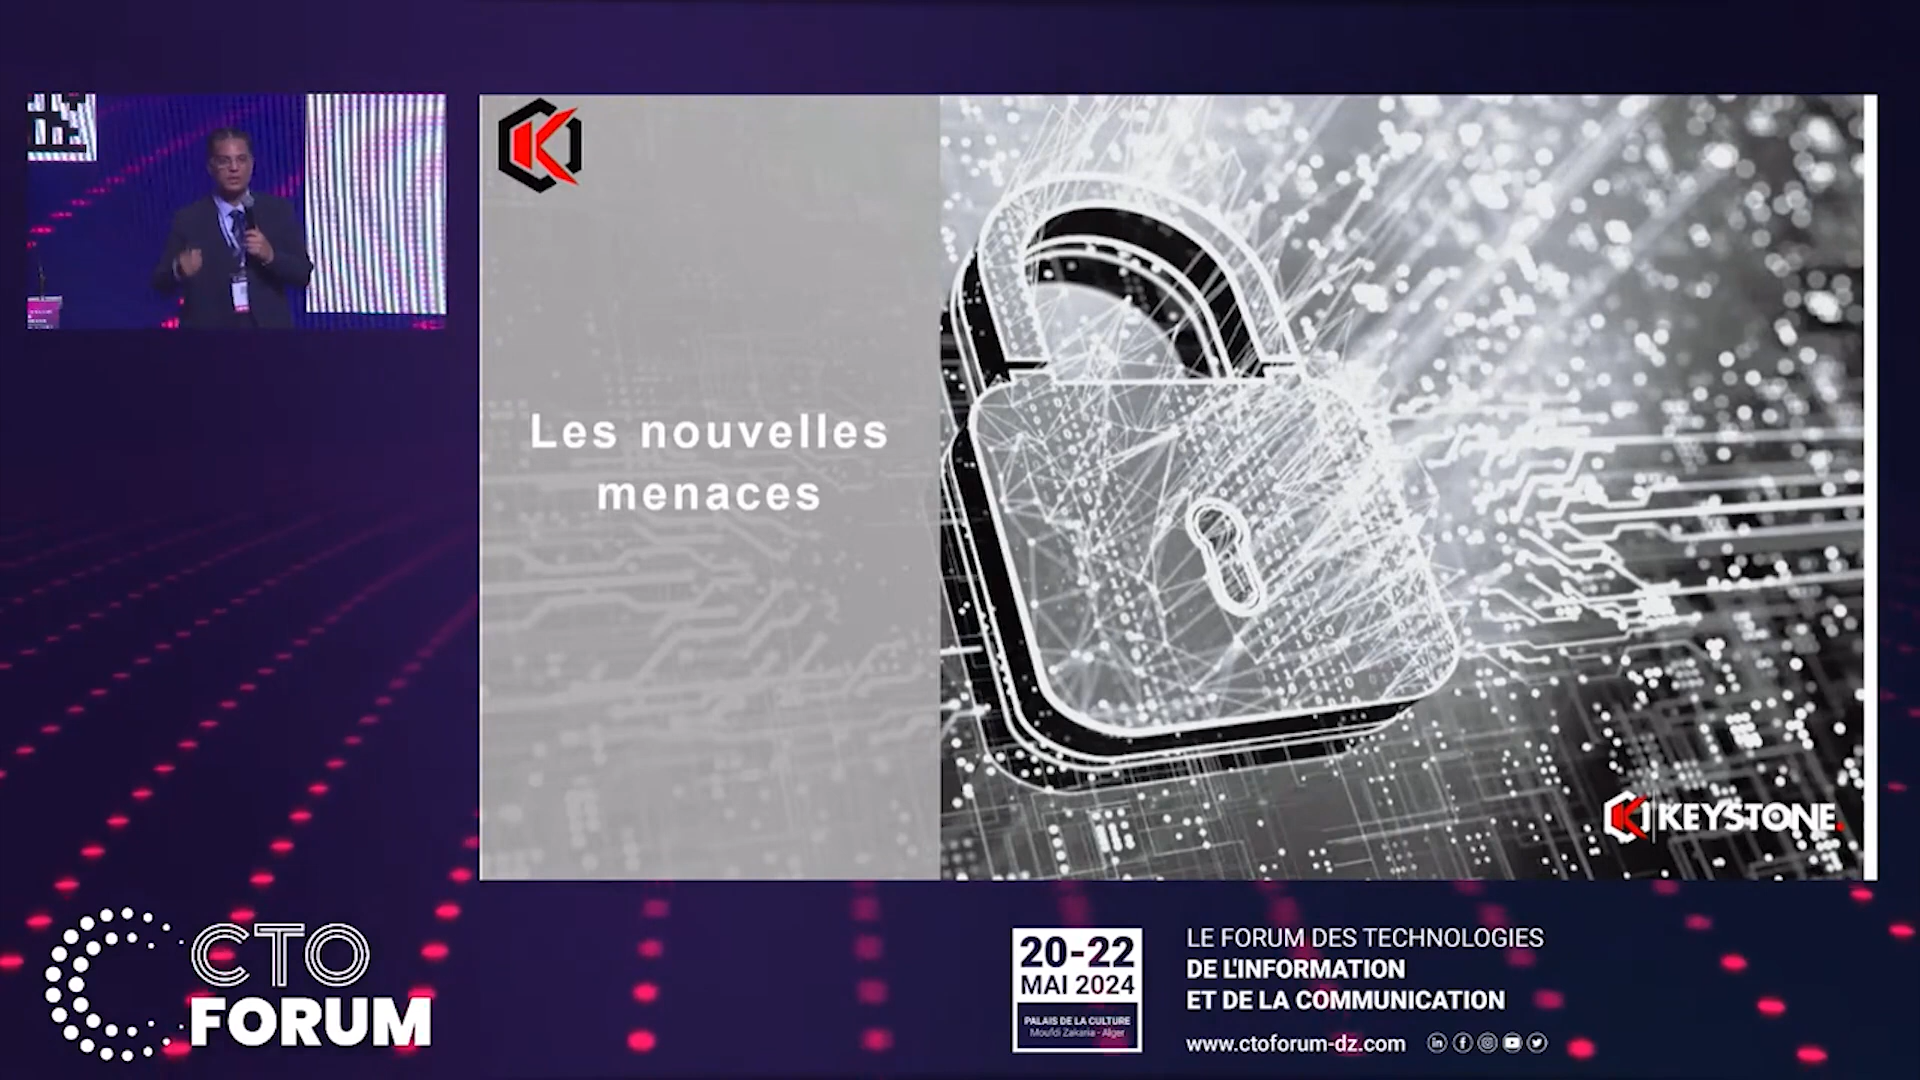 Les nouvelles
menaces
KEYSTONE.
CTO
FORUM
20-22
MAI 2024
PALAIS DE LA CULTURE
Moufdi Zakaria - Alger
LE FORUM DES TECHNOLOGIES
DE L'INFORMATION
ET DE LA COMMUNICATION
www.ctoforum-dz.com